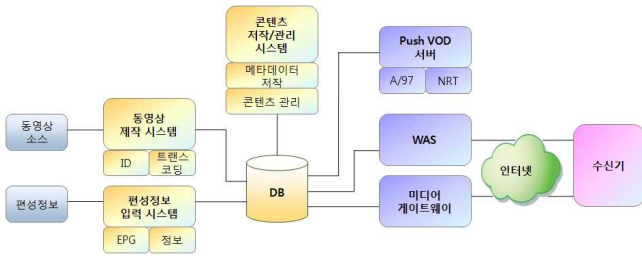 콘텐츠
저작/관리
시스템
메타데이터
저작
콘텐츠 관리
Push VOD
서버
A/97
NRT
동영상
소스
동영상
제작 시스템
ID
트랜스
코딩
DB
WAS
인터넷
수신기
편성정보
편성정보
입력 시스템
EPG
정보
미디어
게이트웨이